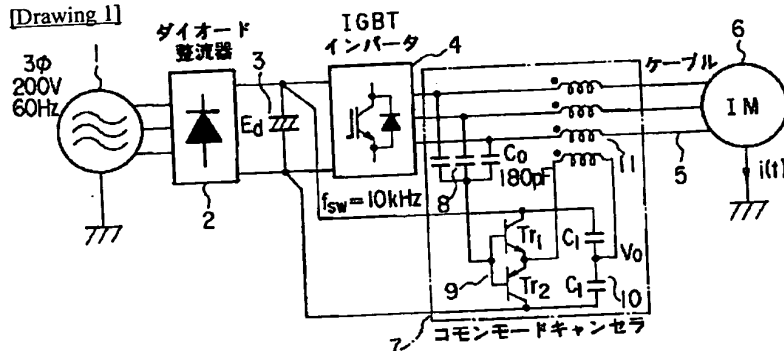 [Drawing 1]
ダイオード
整流器
IGBT
インバータ
3Φ
200V
60Hz
1
2
3
Ed
4
fsw=10kHz
ケーブル
6
IM
i(t)
5
11
Co
180pF
8
9
Tr1
Tr2
C1
C1
Vo
10
7
コモンモードキャンセラ